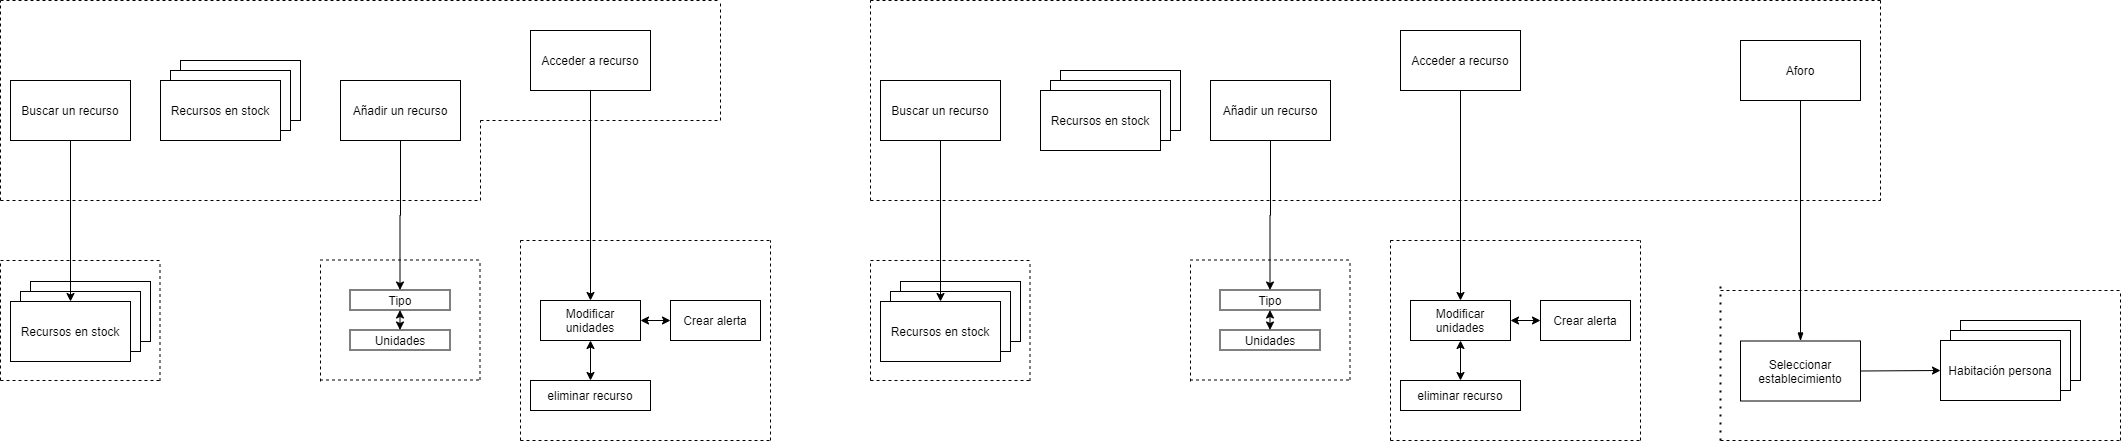 Acceder a recurso
Buscar un recurso
Recursos en stock
Añadir un recurso
Recursos en stock
Tipo
Unidades
Modificar
unidades
Crear alerta
eliminar recurso
Acceder a recurso
Aforo
Buscar un recurso
Recursos en stock
Añadir un recurso
Recursos en stock
Tipo
Unidades
Modificar
unidades
Crear alerta
eliminar recurso
Seleccionar
establecimiento
Habitación persona